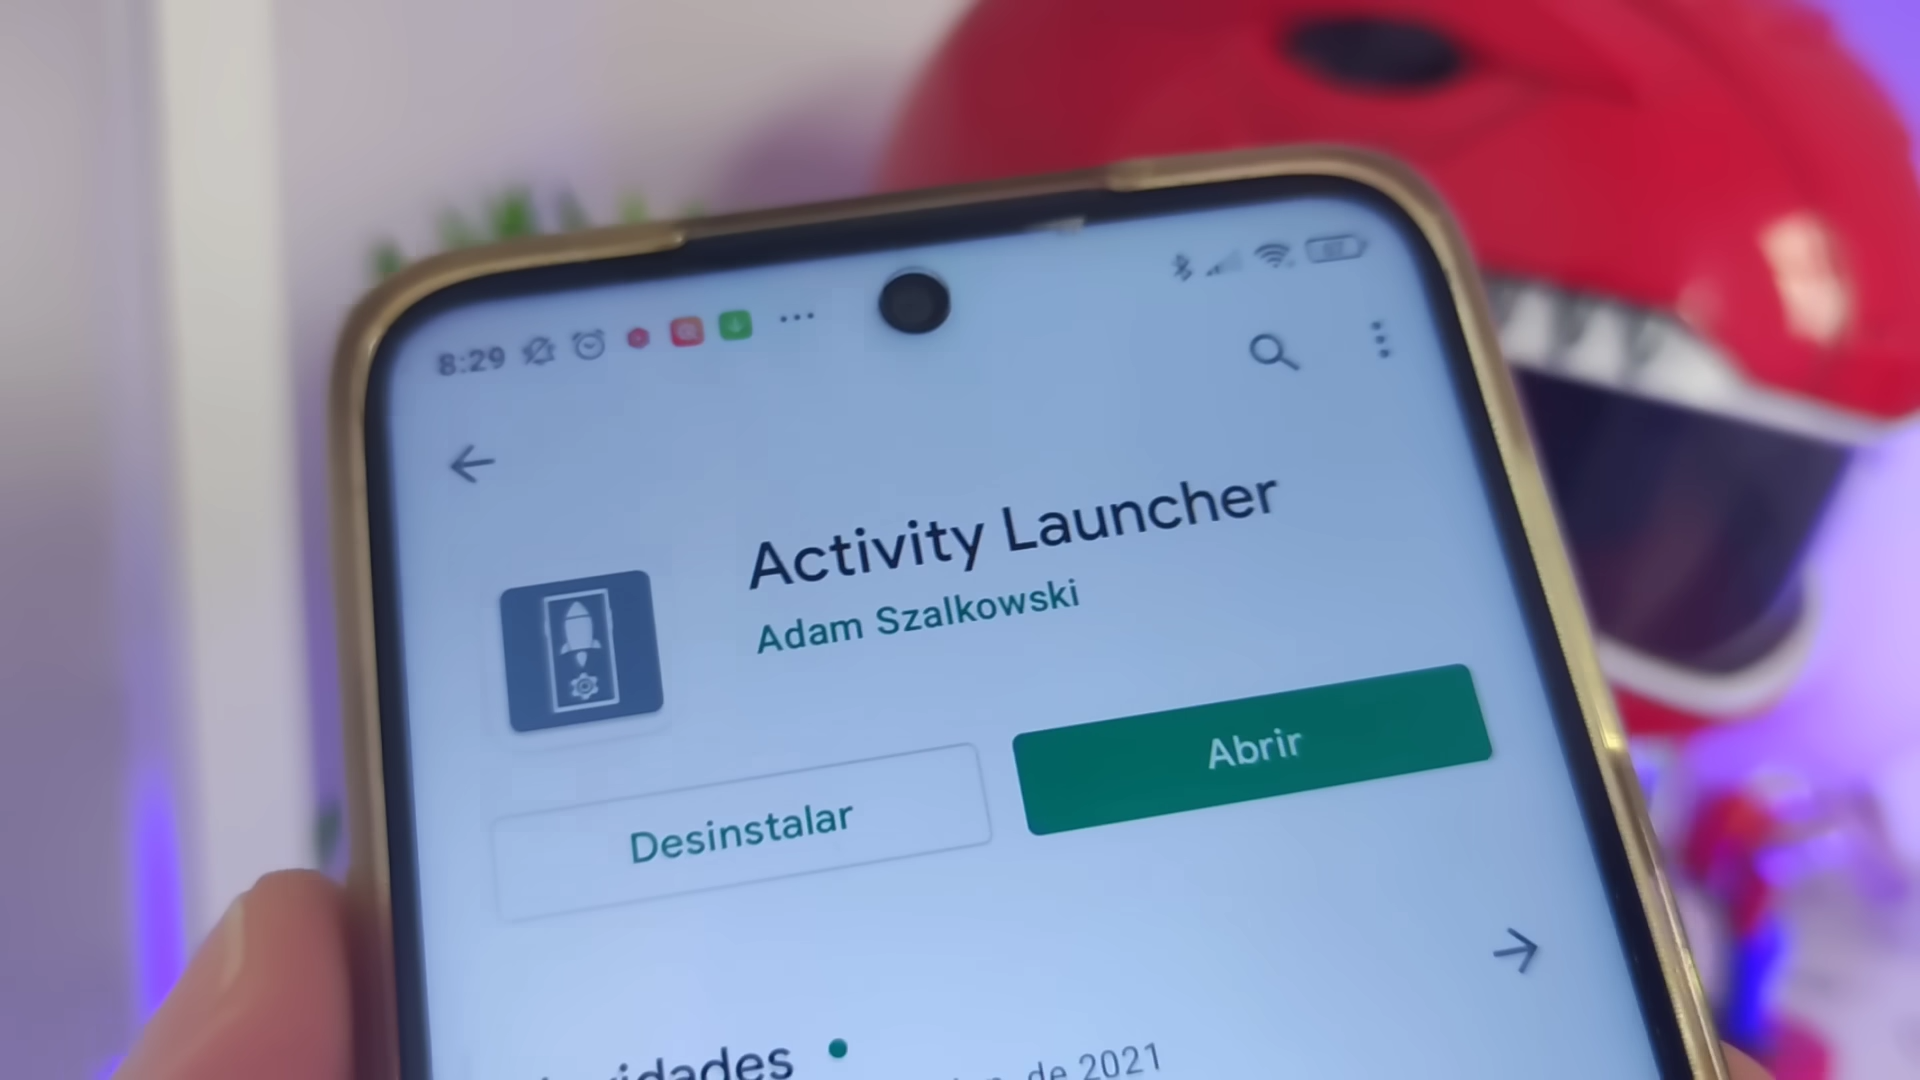 8:29
Activity Launcher
Adam Szalkowski
Desinstalar
Abrir
de 2021